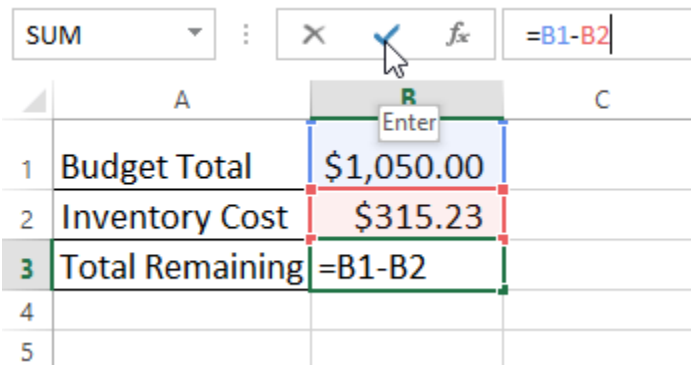 SUM fx =B1-B2
A B C
Enter
1 Budget Total $1,050.00
2 Inventory Cost $315.23
3 Total Remaining =B1-B2
4
5